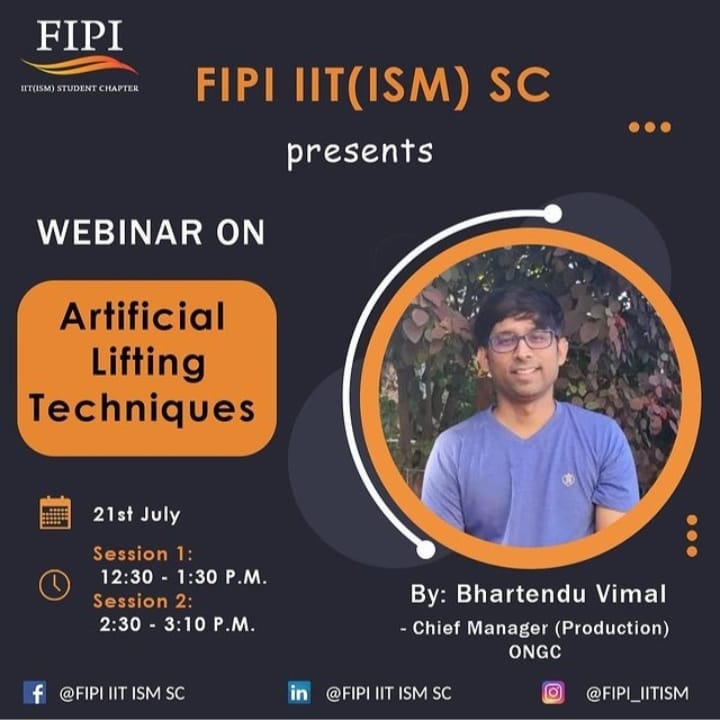 FIPI
IIT(ISM) STUDENT CHAPTER
FIPI IIT(ISM) SC
presents
WEBINAR ON
Artificial
Lifting
Techniques
21st July
Session 1:
12:30 - 1:30 P.M.
Session 2:
2:30 - 3:10 P.M.
By: Bhartendu Vimal
- Chief Manager (Production)
ONGC
@FIPI IIT ISM SC
@FIPI IIT ISM SC
@FIPI_IITISM